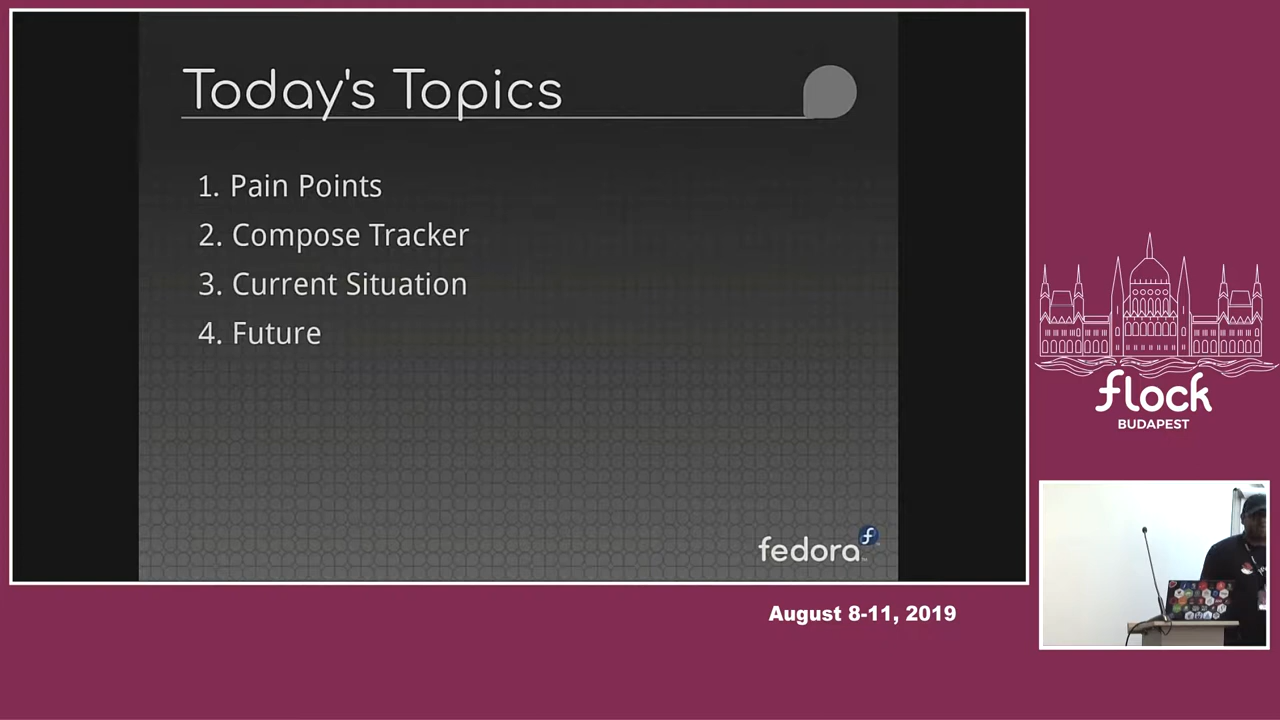 Today's Topics
1. Pain Points
2. Compose Tracker
3. Current Situation
4. Future
fedora
flock
BUDAPEST
August 8-11, 2019